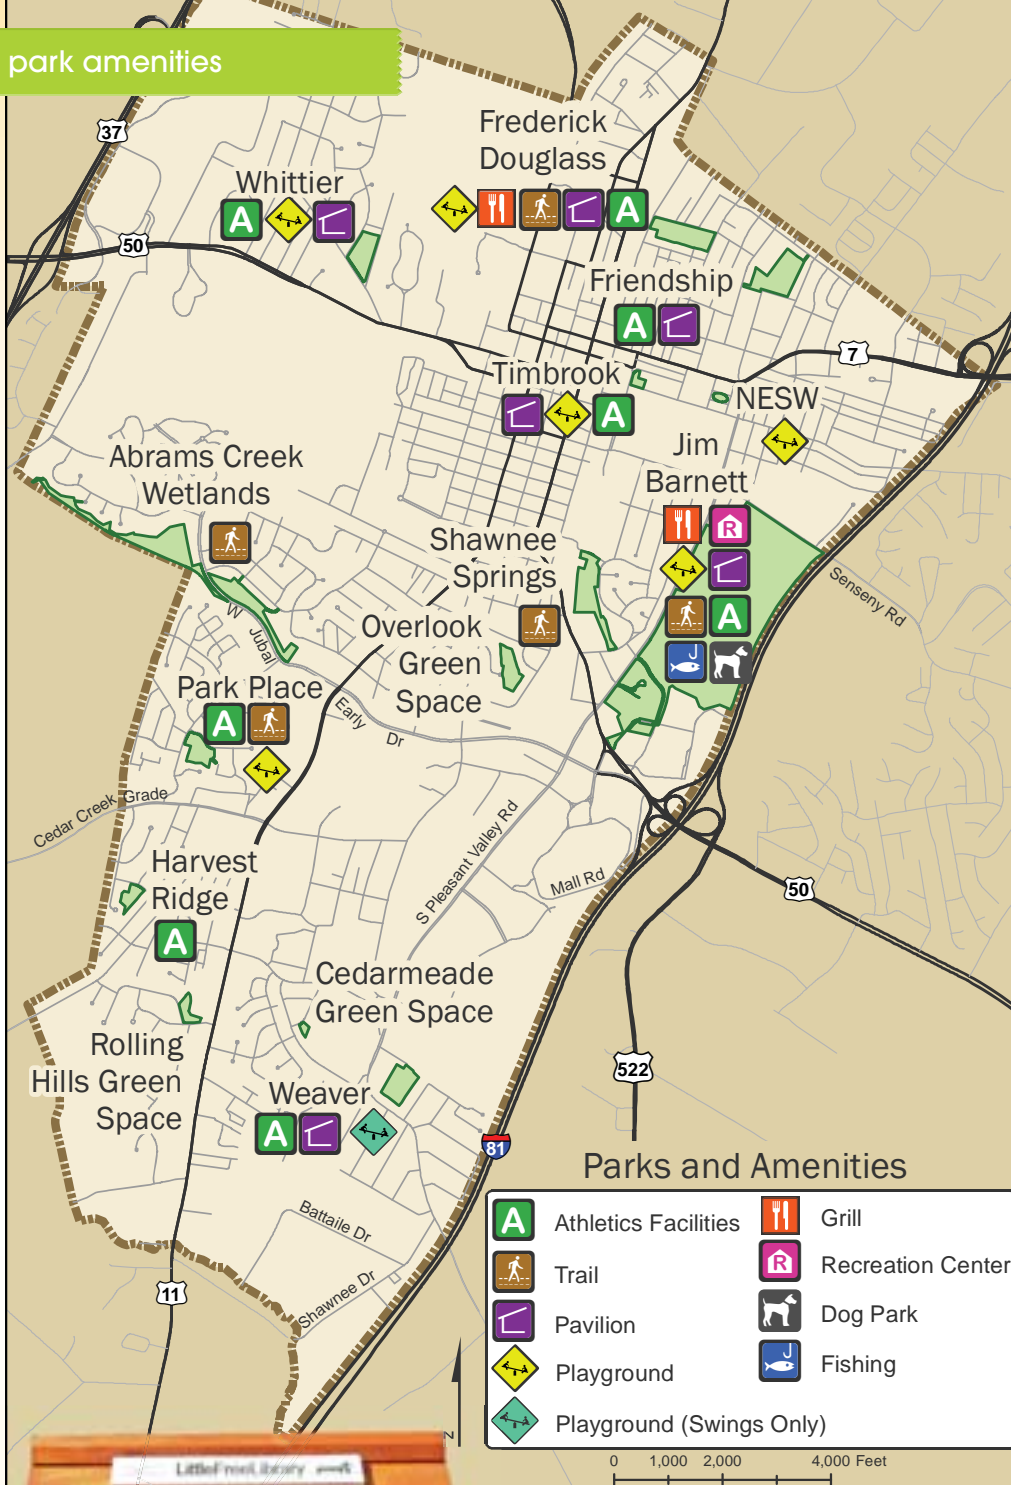 park amenities
37
Frederick
Douglass
Whittier
A
A
50
Friendship
A
7
Timbrook
A
NESW
Jim
Barnett
R
A
Abrams Creek
Wetlands
Shawnee
Springs
Senseny Rd
W Jubal Early Dr
Overlook
Green
Space
Park Place
A
Cedar Creek Grade
S Pleasant Valley Rd
Mall Rd
50
Harvest
Ridge
A
Cedarmeade
Green Space
Rolling
Hills Green
Space
522
Weaver
A
81
Battaile Dr
Shawnee Dr
11
Parks and Amenities
A Athletics Facilities
Trail
Pavilion
Playground
Playground (Swings Only)
Grill
R Recreation Center
Dog Park
Fishing
N
0 1,000 2,000 4,000 Feet
LittleFreeLibrary